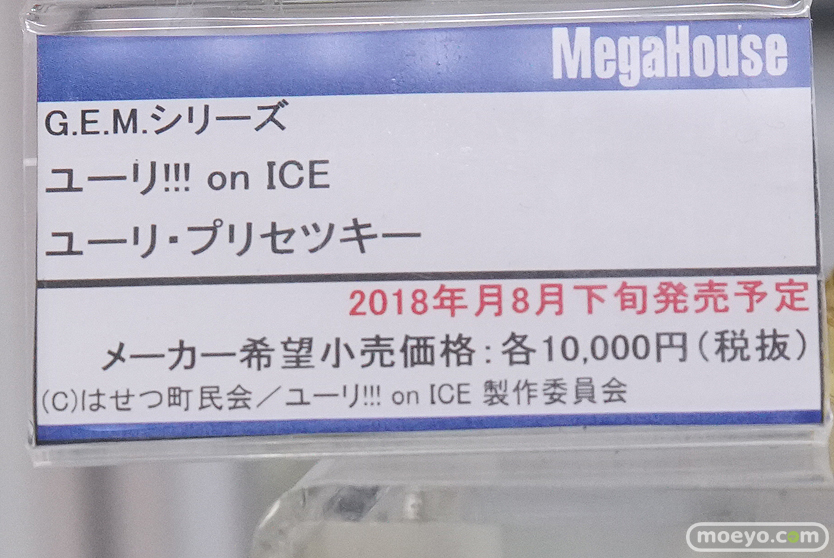 MegaHouse
G.E.M.シリーズ
ユーリ!!! on ICE
ユーリ・プリセツキー
2018年月8月下旬発売予定
メーカー希望小売価格:各10,000円(税抜)
(C)はせつ町民会/ユーリ!!! on ICE 製作委員会
moeyo.com